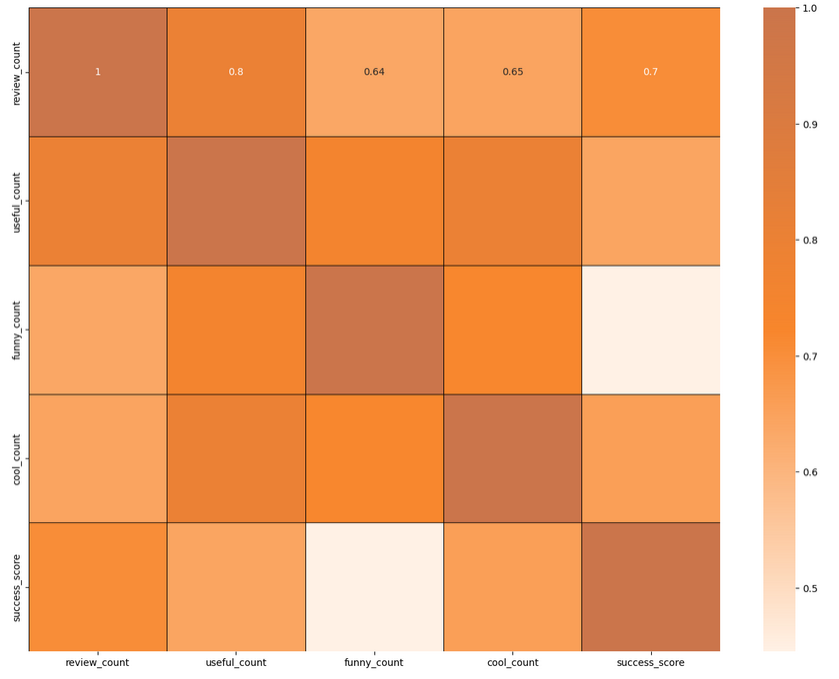 review_count 1 0.8 0.64 0.65 0.7
useful_count
funny_count
cool_count
success_score
review_count useful_count funny_count cool_count success_score
1.0
0.9
0.8
0.7
0.6
0.5